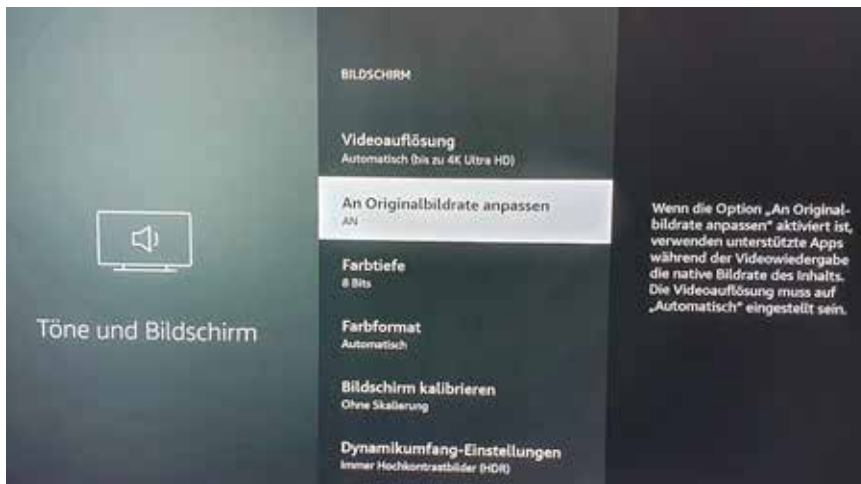 Töne und Bildschirm
BILDSCHIRM
Videoauflösung
Automatisch (bis zu 4K Ultra HD)
An Originalbildrate anpassen
AN
Farbtiefe
8 Bits
Farbformat
Automatisch
Bildschirm kalibrieren
Ohne Skalierung
Dynamikumfang-Einstellungen
Immer Hochkontrastbilder (HDR)
Wenn die Option „An Original-
bildrate anpassen“ aktiviert ist,
verwenden unterstützte Apps
während der Videowiedergabe
die native Bildrate des Inhalts.
Die Videoauflösung muss auf
„Automatisch“ eingestellt sein.